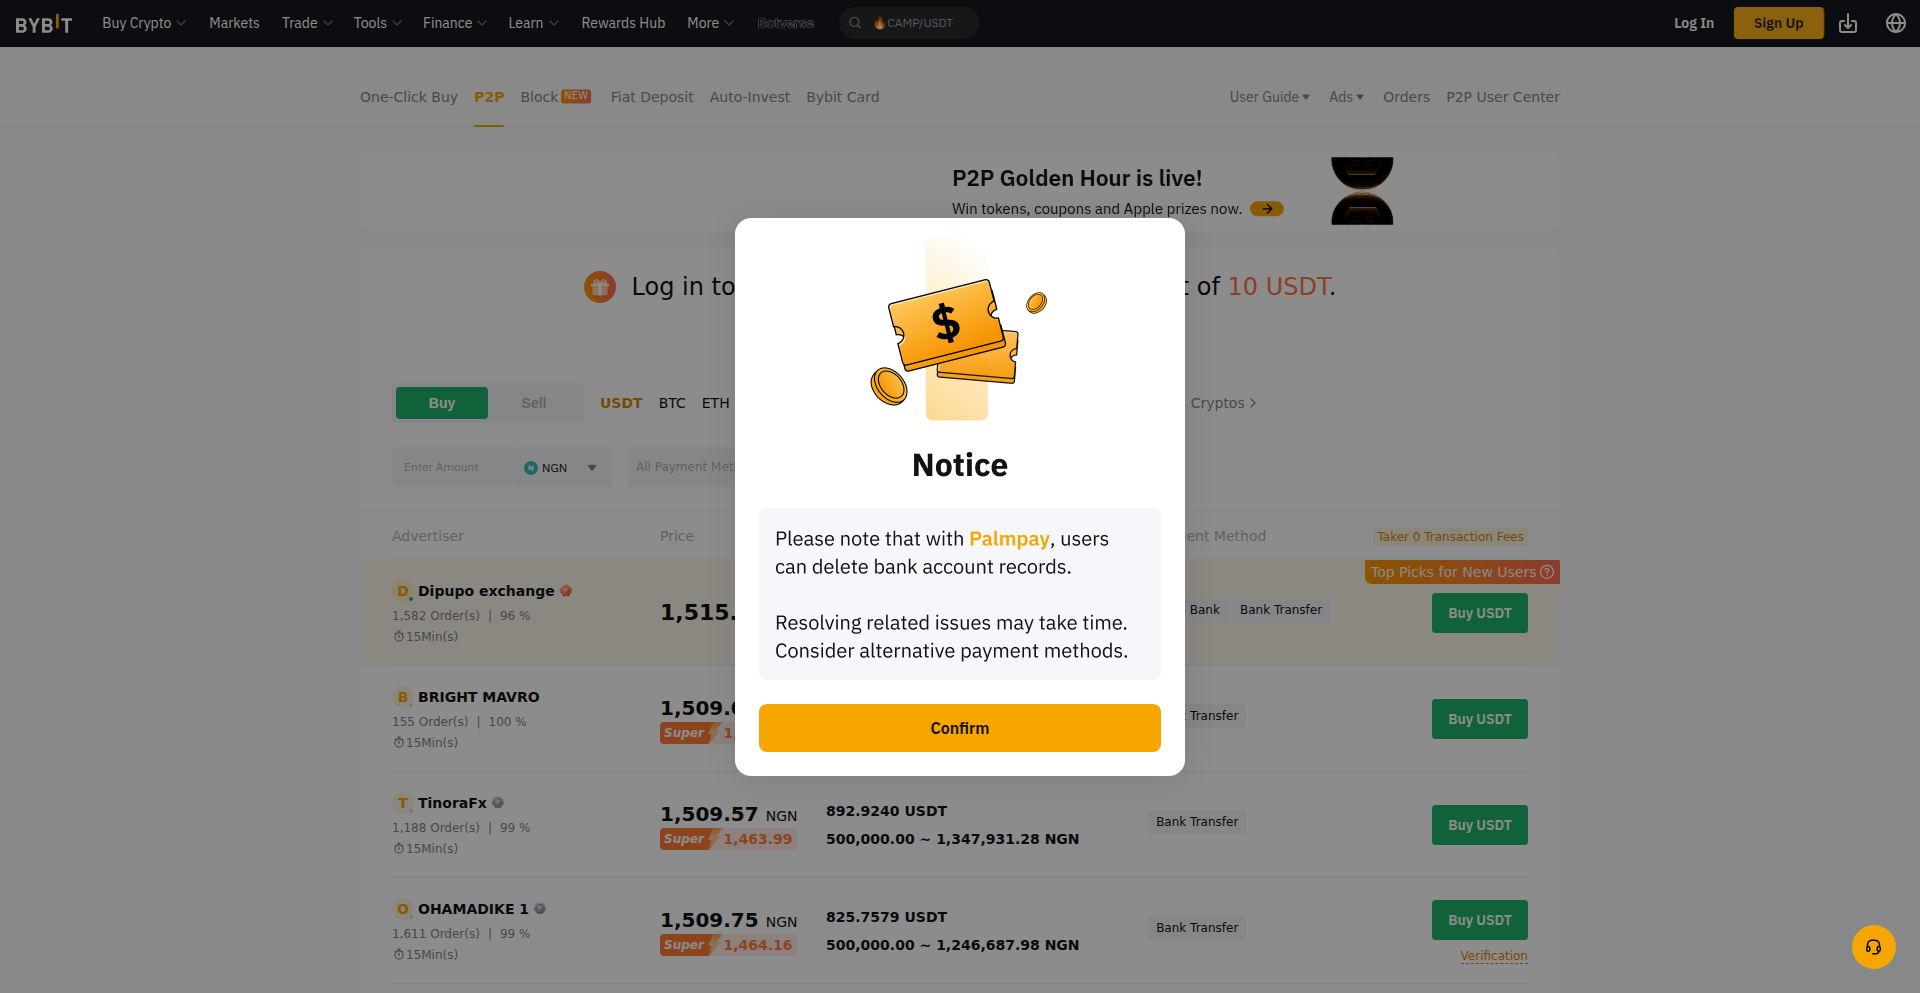 BYBIT Buy Crypto Markets Trade Tools Finance Learn Rewards Hub More Botverse 🔥CAMP/USDT Log In Sign Up
One-Click Buy P2P Block NEW Fiat Deposit Auto-Invest Bybit Card User Guide Ads Orders P2P User Center
P2P Golden Hour is live!
Win tokens, coupons and Apple prizes now.
Log in to of 10 USDT.
$
Notice
Please note that with Palmpay, users
can delete bank account records.
Resolving related issues may take time.
Consider alternative payment methods.
Confirm
Buy Sell USDT BTC ETH Cryptos
Enter Amount NGN All Payment
Advertiser Price Method Taker 0 Transaction Fees
Top Picks for New Users
D Dipupo exchange
1,582 Order(s) | 96 %
15Min(s)
1,515.
Bank Bank Transfer
Buy USDT
B BRIGHT MAVRO
155 Order(s) | 100 %
15Min(s)
1,509.
Super
Transfer
Buy USDT
T TinoraFx
1,188 Order(s) | 99 %
15Min(s)
1,509.57 NGN
Super 1,463.99
892.9240 USDT
500,000.00 ~ 1,347,931.28 NGN
Bank Transfer
Buy USDT
O OHAMADIKE 1
1,611 Order(s) | 99 %
15Min(s)
1,509.75 NGN
Super 1,464.16
825.7579 USDT
500,000.00 ~ 1,246,687.98 NGN
Bank Transfer
Buy USDT
Verification